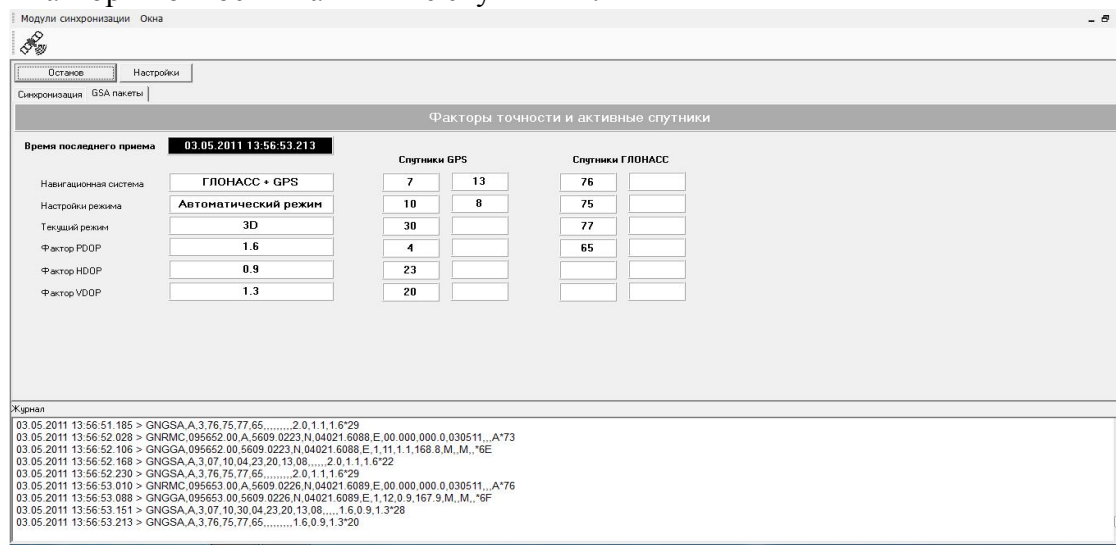 Модули синхронизации Окна
Останов Настройки
Синхронизация GSA пакеты
Факторы точности и активные спутники
Время последнего приема 03.05.2011 13:56:53.213
Спутники GPS Спутники ГЛОНАСС
Навигационная система ГЛОНАСС + GPS 7 13 76
Настройки режима Автоматический режим 10 8 75
Текущий режим 3D 30 77
Фактор PDOP 1.6 4 65
Фактор HDOP 0.9 23
Фактор VDOP 1.3 20
Журнал
03.05.2011 13:56:51.185 > GNGSA,A,3,76,75,77,65,,,,,,,,,2.0,1.1,1.6*29
03.05.2011 13:56:52.028 > GNRMC,095652.00,A,5609.0223,N,04021.6088,E,00.000,000.0,030511,,,A*73
03.05.2011 13:56:52.106 > GNGGA,095652.00,5609.0223,N,04021.6088,E,1,11,1.1,168.8,M,,M,,*6E
03.05.2011 13:56:52.168 > GNGSA,A,3,07,10,04,23,20,13,08,,,,,,2.0,1.1,1.6*22
03.05.2011 13:56:52.230 > GNGSA,A,3,76,75,77,65,,,,,,,,,2.0,1.1,1.6*29
03.05.2011 13:56:53.010 > GNRMC,095653.00,A,5609.0226,N,04021.6089,E,00.000,000.0,030511,,,A*76
03.05.2011 13:56:53.088 > GNGGA,095653.00,5609.0226,N,04021.6089,E,1,12,0.9,167.9,M,,M,,*6F
03.05.2011 13:56:53.151 > GNGSA,A,3,07,10,30,04,23,20,13,08,,,,,1.6,0.9,1.3*28
03.05.2011 13:56:53.213 > GNGSA,A,3,76,75,77,65,,,,,,,,,1.6,0.9,1.3*20